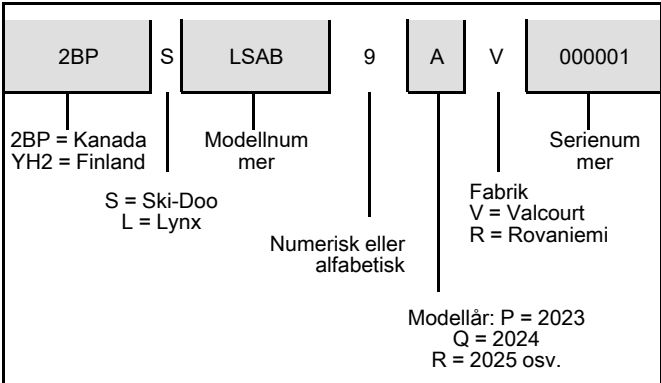 2BP S LSAB 9 A V 000001
2BP = Kanada
YH2 = Finland
Modellnum
mer
Serienum
mer
S = Ski-Doo
L = Lynx
Fabrik
V = Valcourt
R = Rovaniemi
Numerisk eller
alfabetisk
Modellår: P = 2023
Q = 2024
R = 2025 osv.